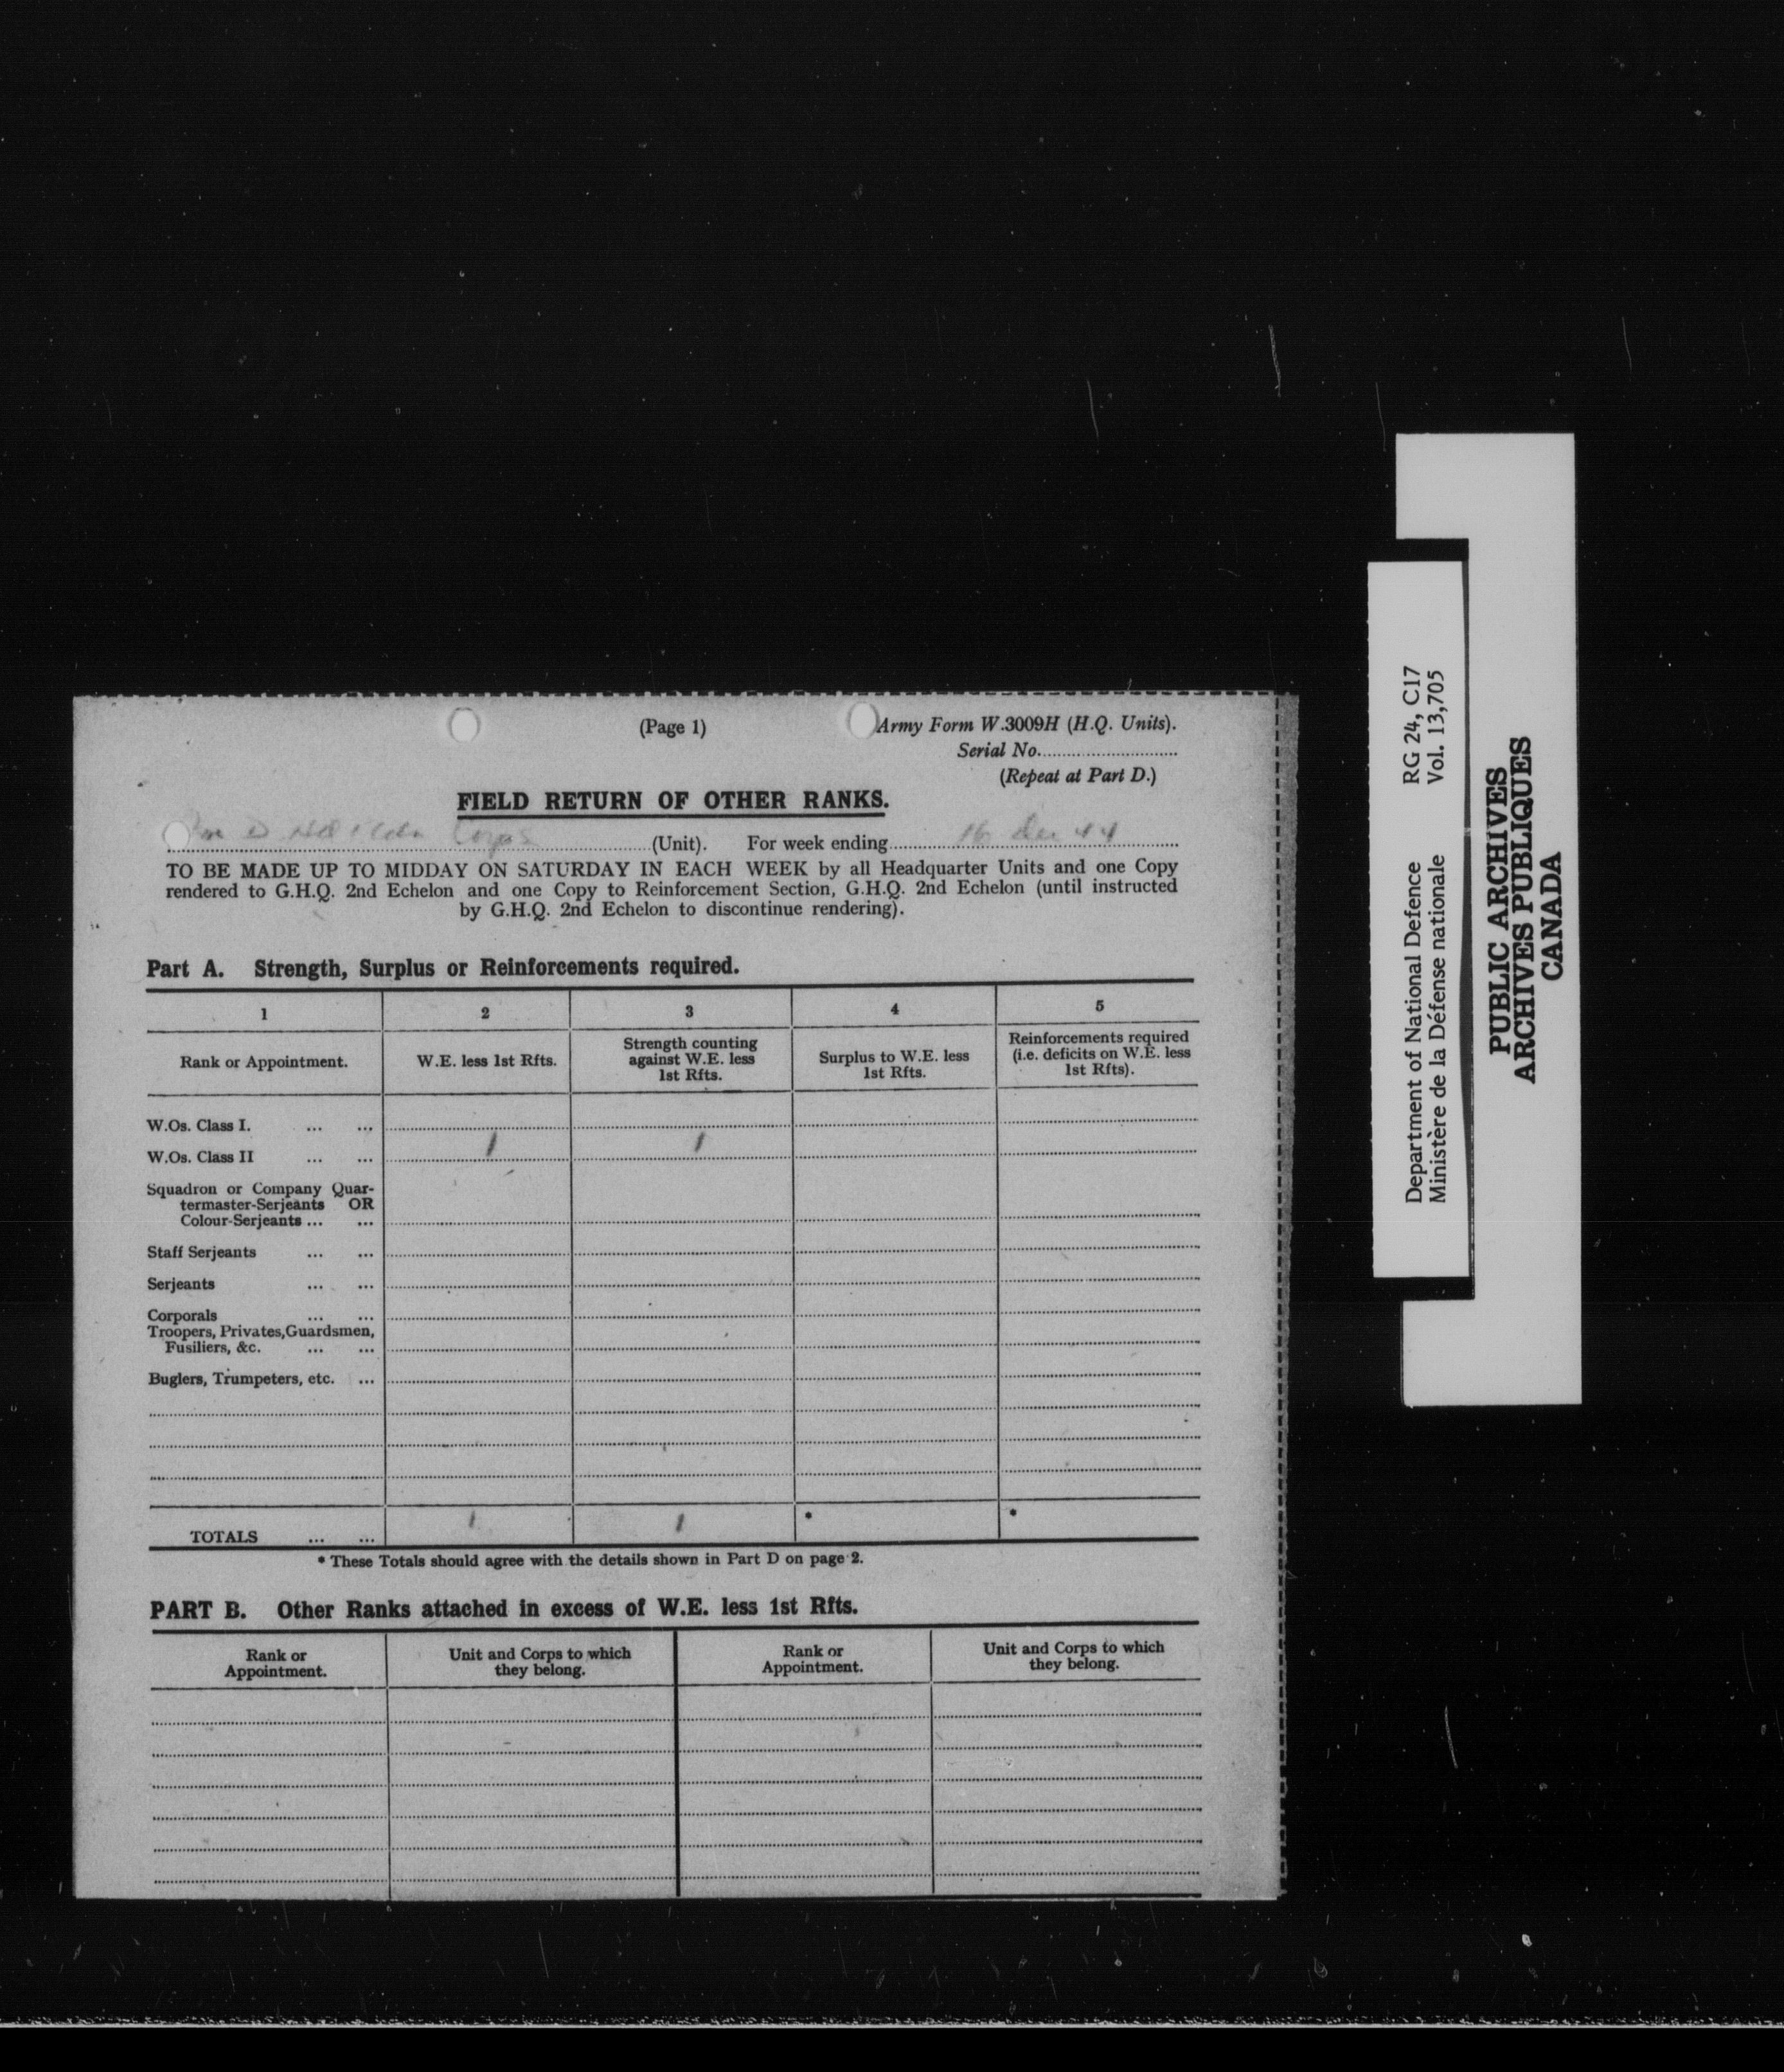 (Page 1)
Army Form W.3009H (H.Q. Units).
Serial No.
(Repeat at Part D.)
FIELD RETURN OF OTHER RANKS.
Corps (Unit). For week ending 16 Dec 44
TO BE MADE UP TO MIDDAY ON SATURDAY IN EACH WEEK by all Headquarter Units and one Copy
rendered to G.H.Q. 2nd Echelon and one Copy to Reinforcement Section, G.H.Q. 2nd Echelon (until instructed
by G.H.Q. 2nd Echelon to discontinue rendering).
Part A. Strength, Surplus or Reinforcements required.
1 2 3 4 5
Rank or Appointment.
W.E. less 1st Rfts.
Strength counting
against W.E. less
1st Rfts.
Surplus to W.E. less
1st Rfts.
Reinforcements required
(i.e. deficits on W.E. less
1st Rfts).
W.Os. Class I. ... ...
W.Os. Class II ... ... 1 1
Squadron or Company Quar-
termaster-Serjeants OR
Colour-Serjeants ... ...
Staff Serjeants ... ...
Serjeants ... ...
Corporals ... ...
Troopers, Privates, Guardsmen,
Fusiliers, &c. ... ...
Buglers, Trumpeters, etc. ...
TOTALS ... ... 1 1 * *
* These Totals should agree with the details shown in Part D on page 2.
PART B. Other Ranks attached in excess of W.E. less 1st Rfts.
Rank or
Appointment.
Unit and Corps to which
they belong.
Rank or
Appointment.
Unit and Corps to which
they belong.
Department of National Defence RG 24, C17
Ministère de la Défense nationale Vol. 13,705
PUBLIC ARCHIVES
ARCHIVES PUBLIQUES
CANADA